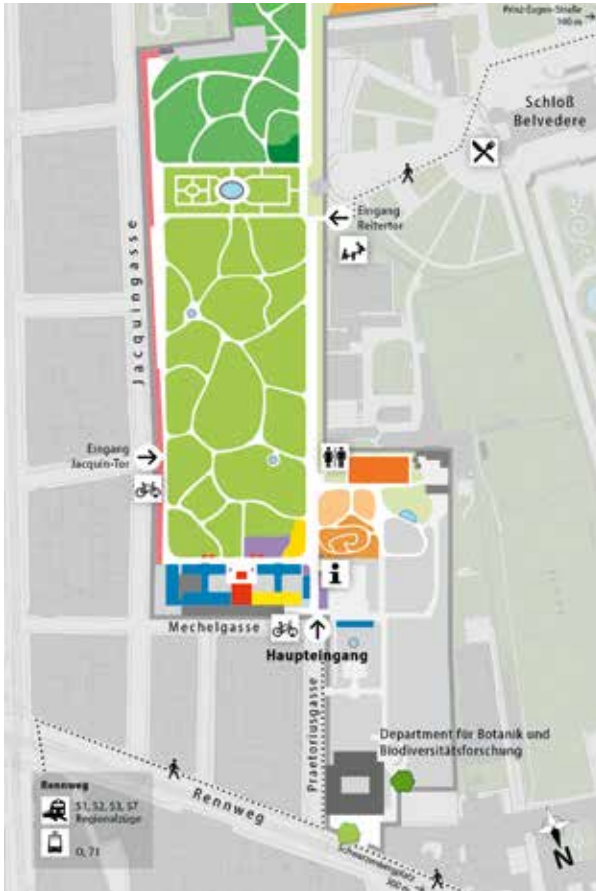 Prinz-Eugen-Straße
Schloß
Belvedere
Eingang
Reitertor
Jacquingasse
Eingang
Jacquin-Tor
i
Mechelgasse
Haupteingang
Praetoriusgasse
Department für Botanik und
Biodiversitätsforschung
Rennweg
Rennweg
S1, S2, S3, S7
Regionalzüge
O, 71
Schwarzenbergplatz
N